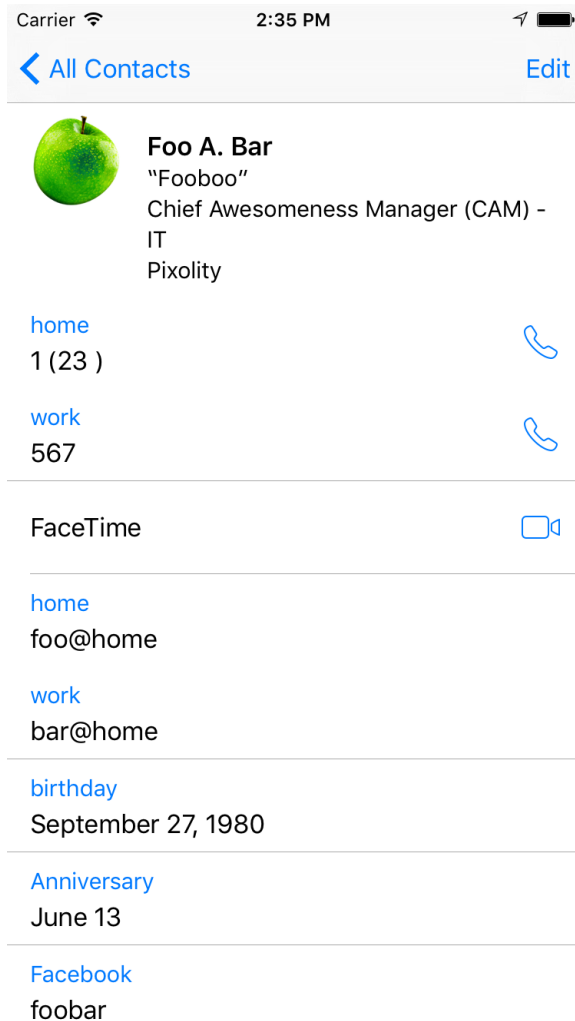 Carrier 2:35 PM
All Contacts Edit
Foo A. Bar
“Fooboo”
Chief Awesomeness Manager (CAM) -
IT
Pixolity
home
1 (23 )
work
567
FaceTime
home
foo@home
work
bar@home
birthday
September 27, 1980
Anniversary
June 13
Facebook
foobar